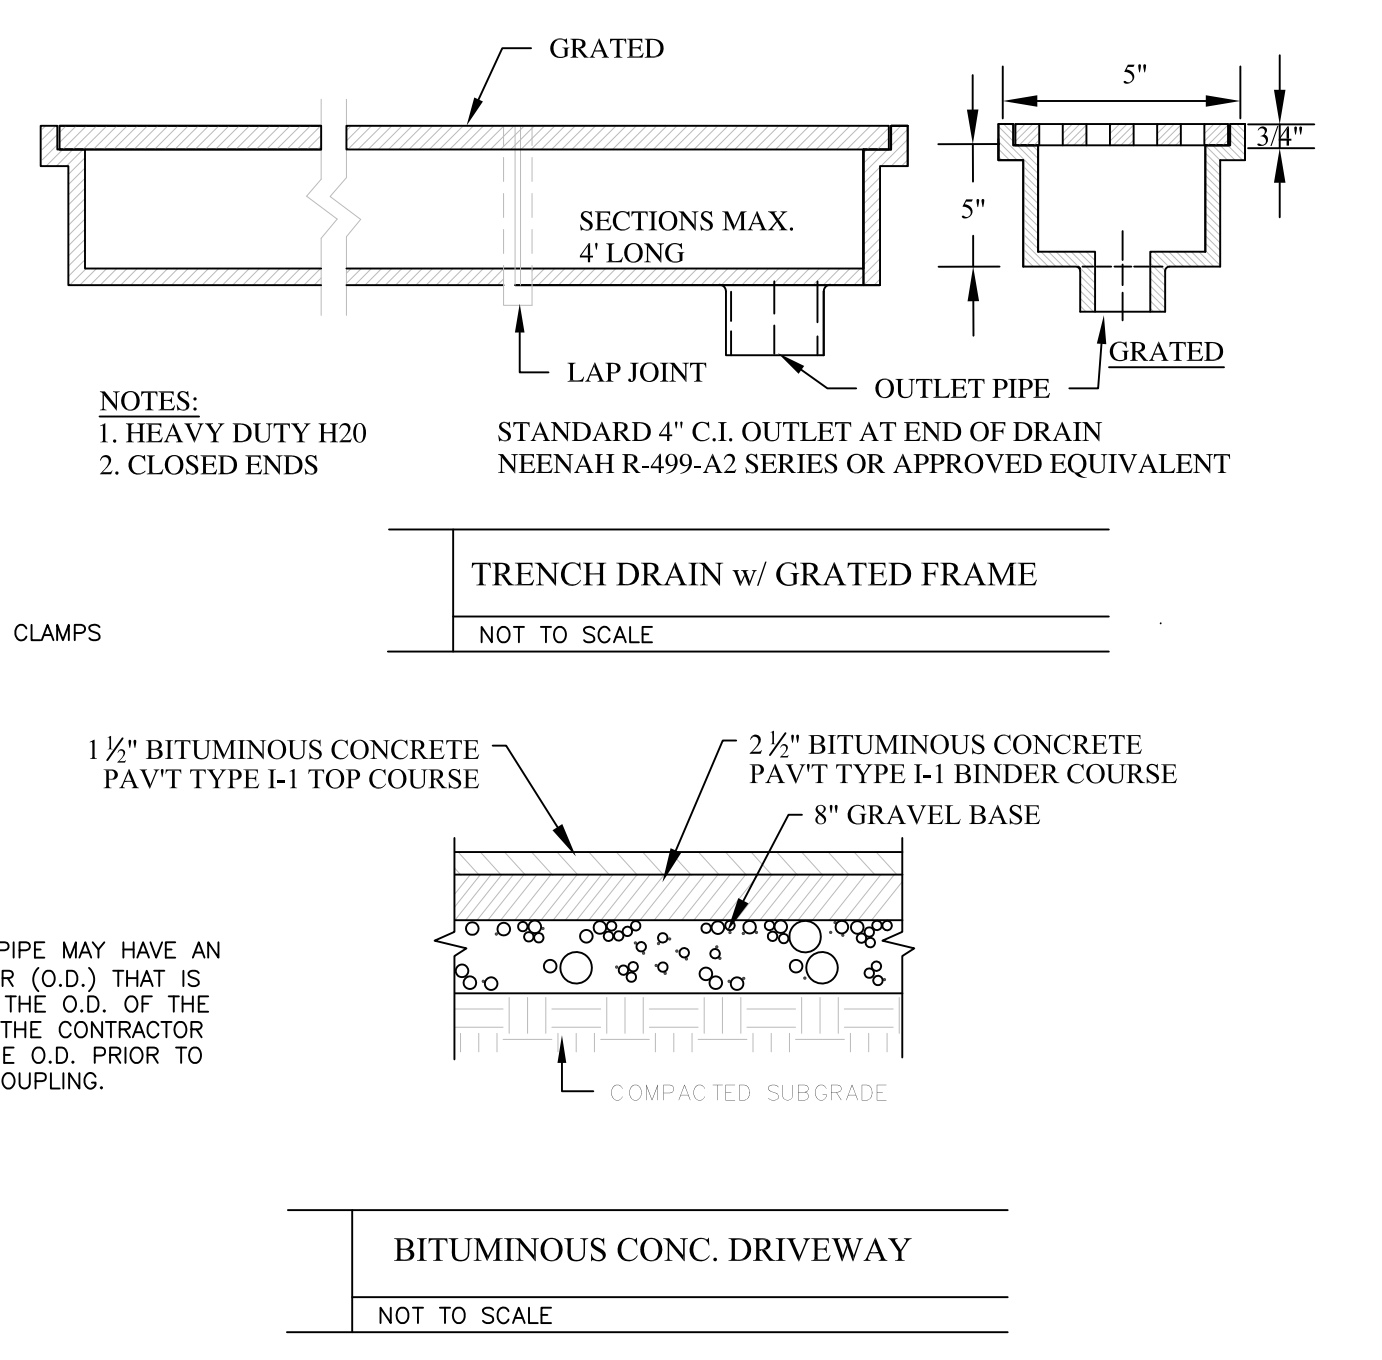 GRATED
5"
3/4"
5"
SECTIONS MAX.
4' LONG
GRATED
LAP JOINT
OUTLET PIPE
NOTES:
1. HEAVY DUTY H20
2. CLOSED ENDS
STANDARD 4" C.I. OUTLET AT END OF DRAIN
NEENAH R-499-A2 SERIES OR APPROVED EQUIVALENT
TRENCH DRAIN w/ GRATED FRAME
NOT TO SCALE
CLAMPS
1 ½" BITUMINOUS CONCRETE
PAV'T TYPE I-1 TOP COURSE
2 ½" BITUMINOUS CONCRETE
PAV'T TYPE I-1 BINDER COURSE
8" GRAVEL BASE
PIPE MAY HAVE AN
R (O.D.) THAT IS
THE O.D. OF THE
THE CONTRACTOR
E O.D. PRIOR TO
OUPLING.
COMPACTED SUBGRADE
BITUMINOUS CONC. DRIVEWAY
NOT TO SCALE